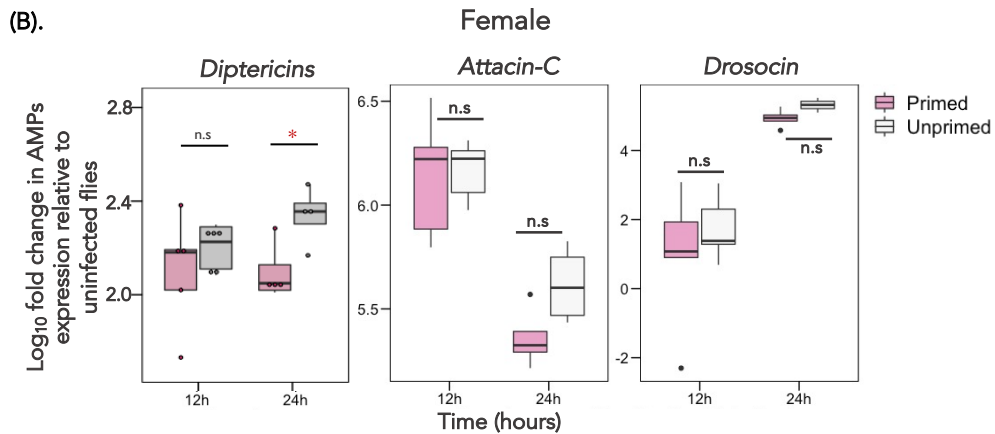 (B).
Female
Diptericins
Attacin-C
Drosocin
Log10 fold change in AMPs
expression relative to
uninfected flies
2.8
2.4
2.0
n.s
*
12h
24h
6.5
6.0
5.5
n.s
n.s
12h
24h
4
2
0
-2
n.s
n.s
12h
24h
Primed
Unprimed
Time (hours)